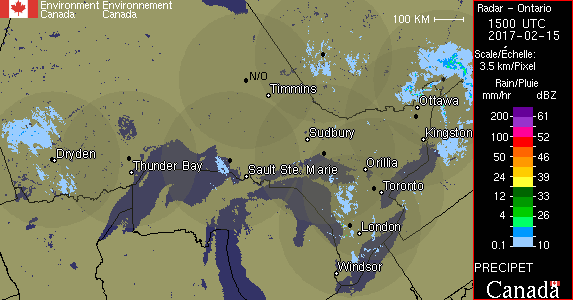 Environment Environnement
Canada Canada
100 KM
N/O
Timmins
Ottawa
Sudbury
Kingston
Dryden
Thunder Bay
Sault Ste. Marie
Orillia
Toronto
London
Windsor
Radar - Ontario
1500 UTC
2017-02-15
Scale/Échelle:
3.5 km/Pixel
Rain/Pluie
mm/hr dBZ
200 61
100 52
50 46
24 39
12 33
4 26
0.1 10
PRECIPET
Canada